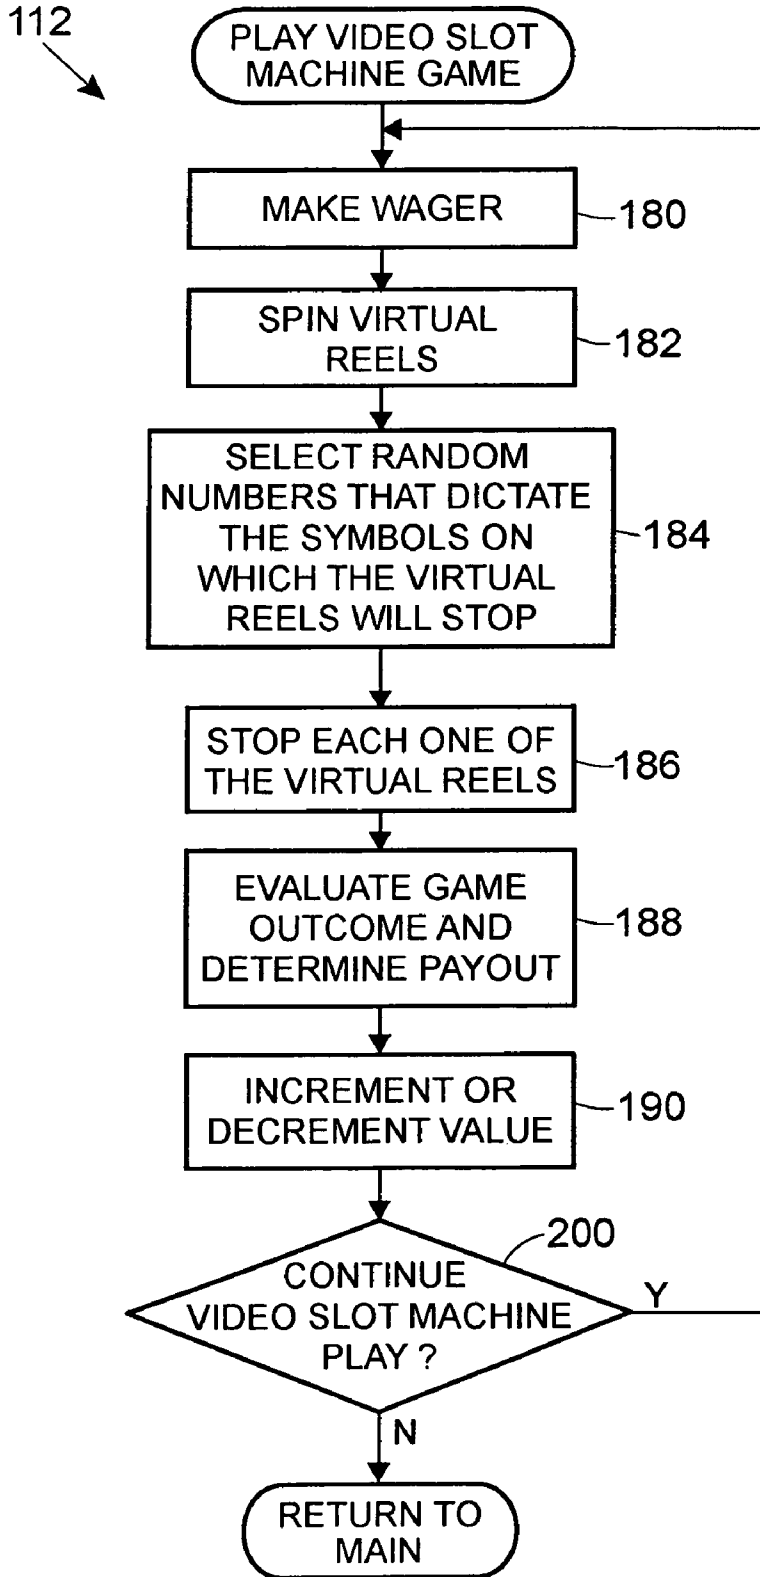 112
PLAY VIDEO SLOT
MACHINE GAME
MAKE WAGER
180
SPIN VIRTUAL
REELS
182
SELECT RANDOM
NUMBERS THAT DICTATE
THE SYMBOLS ON
WHICH THE VIRTUAL
REELS WILL STOP
184
STOP EACH ONE OF
THE VIRTUAL REELS
186
EVALUATE GAME
OUTCOME AND
DETERMINE PAYOUT
188
INCREMENT OR
DECREMENT VALUE
190
200
CONTINUE
VIDEO SLOT MACHINE
PLAY ?
Y
N
RETURN TO
MAIN